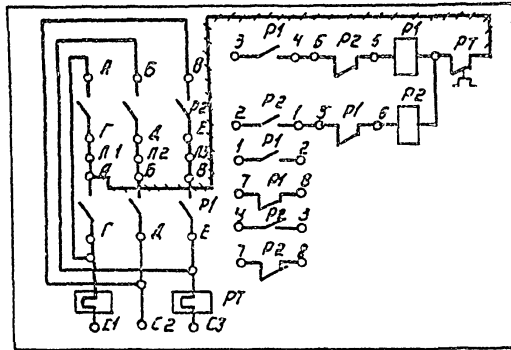 3 Р1 4 6 Р2 5 Р1 РТ
А Б В
Р2
Р2
2 Р2 1 5 Р1 6
Г Д Е
Л1 Л2 Л3
А Б В
1 Р1 2
7 Р1 8
Р1
4 Р2 3
Г Д Е
7 Р2 8
РТ
С1 С2 С3